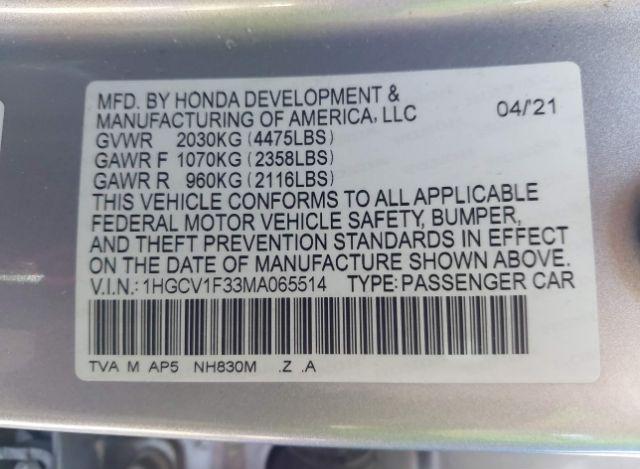 MFD. BY HONDA DEVELOPMENT &
MANUFACTURING OF AMERICA, LLC 04/'21
GVWR 2030KG (4475LBS)
GAWR F 1070KG (2358LBS)
GAWR R 960KG (2116LBS)
THIS VEHICLE CONFORMS TO ALL APPLICABLE
FEDERAL MOTOR VEHICLE SAFETY, BUMPER,
AND THEFT PREVENTION STANDARDS IN EFFECT
ON THE DATE OF MANUFACTURE SHOWN ABOVE.
V.I.N.: 1HGCV1F33MA065514 TYPE: PASSENGER CAR
TVA M AP5 NH830M .Z .A